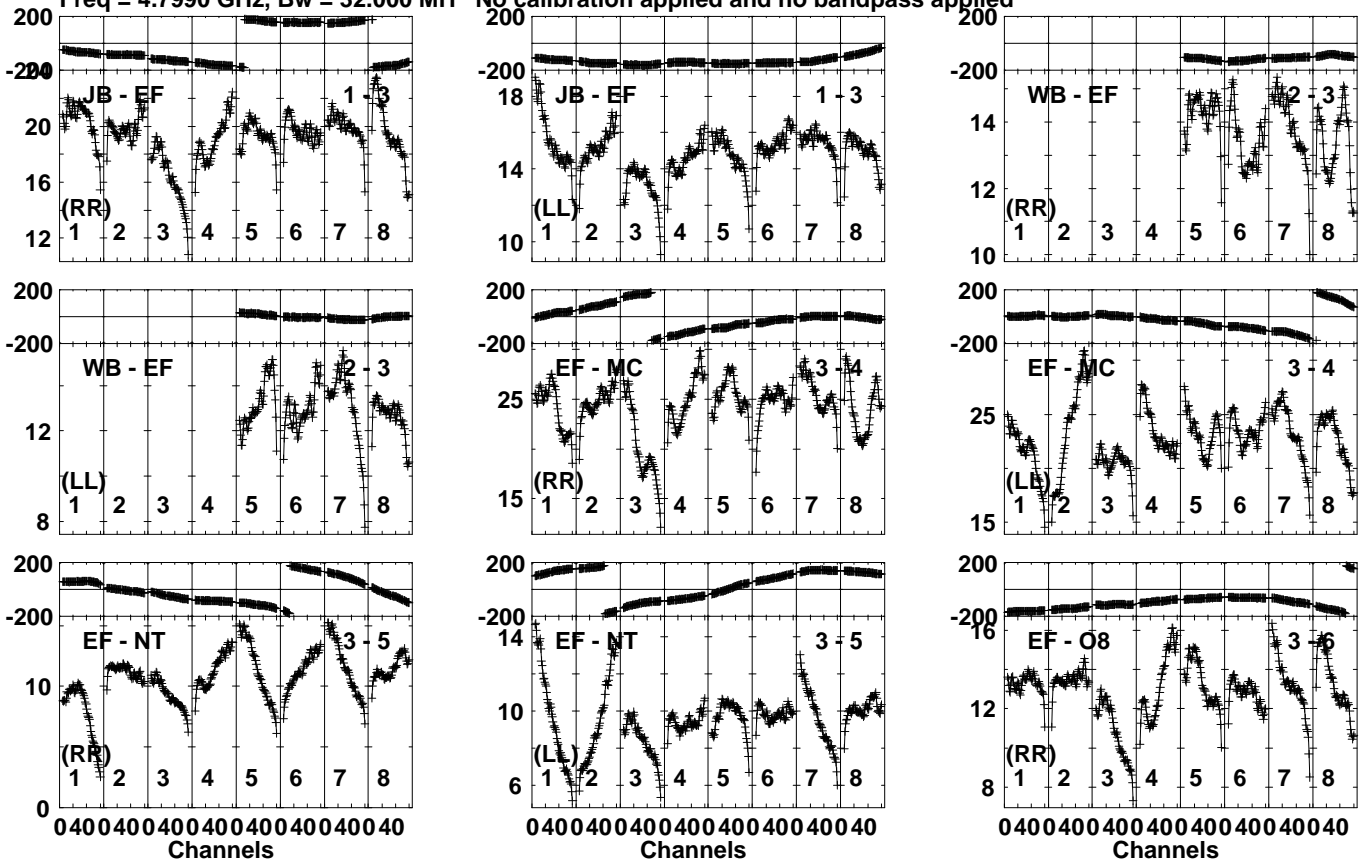 Freq = 4.7990 GHz, Bw = 32.000 MH No calibration applied and no bandpass applied
200 200 200
-200 -200 -200
24
JB - EF 1 - 3 JB - EF 1 - 3 WB - EF 2 - 3
18
20 14
16 14 12
(RR) (LL) (RR)
1 2 3 4 5 6 7 8 1 2 3 4 5 6 7 8 1 2 3 4 5 6 7 8
12 10 10
200 200 200
-200 -200 -200
WB - EF 2 - 3 EF - MC 3 - 4 EF - MC 3 - 4
12 25 25
(LL) (RR) (LL)
1 2 3 4 5 6 7 8 1 2 3 4 5 6 7 8 1 2 3 4 5 6 7 8
8 15 15
200 200 200
-200 -200 -200
EF - NT 3 - 5 EF - NT 3 - 5 EF - O8 3 - 6
14 16
10 10 12
(RR) (LL) (RR)
1 2 3 4 5 6 7 8 1 2 3 4 5 6 7 8 1 2 3 4 5 6 7 8
0 6 8
0 40 0 40 0 40 0 40 0 40 0 40 0 40 0 40 0 40 0 40 0 40 0 40 0 40 0 40 0 40 0 40 0 40 0 40 0 40 0 40 0 40 0 40 0 40 0 40
Channels Channels Channels